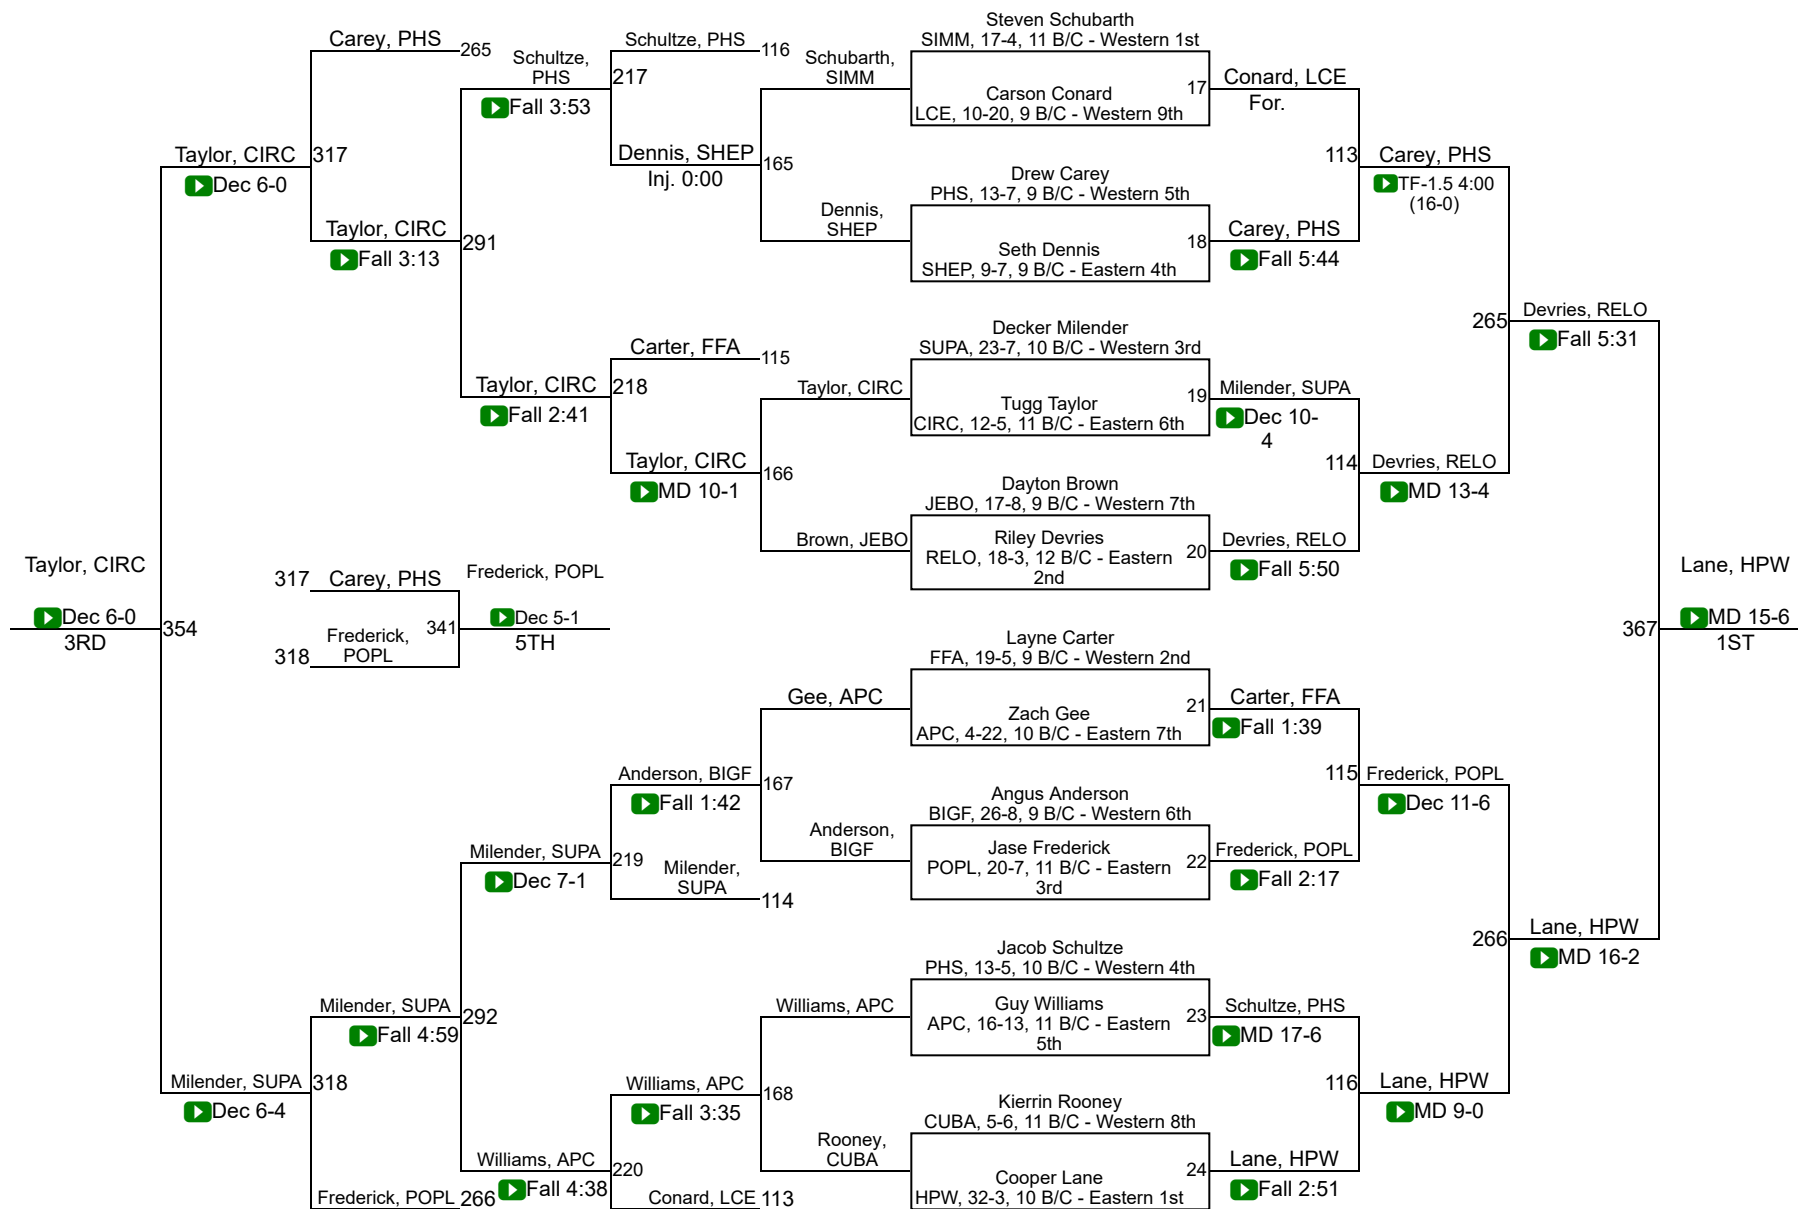 Steven Schubarth
SIMM, 17-4, 11 B/C - Western 1st
Carey, PHS
265
Schultze, PHS
116
Schultze,
PHS
217
Schubarth,
SIMM
Carson Conard
LCE, 10-20, 9 B/C - Western 9th
17
Conard, LCE
For.
Fall 3:53
Taylor, CIRC
317
Dec 6-0
Dennis, SHEP
Inj. 0:00
165
113
Carey, PHS
TF-1.5 4:00
(16-0)
Drew Carey
PHS, 13-7, 9 B/C - Western 5th
Dennis,
SHEP
Taylor, CIRC
291
Fall 3:13
Seth Dennis
SHEP, 9-7, 9 B/C - Eastern 4th
18
Carey, PHS
Fall 5:44
265
Devries, RELO
Fall 5:31
Decker Milender
SUPA, 23-7, 10 B/C - Western 3rd
Carter, FFA
115
Taylor, CIRC
218
Fall 2:41
Taylor, CIRC
Tugg Taylor
CIRC, 12-5, 11 B/C - Eastern 6th
19
Milender, SUPA
Dec 10-
4
Taylor, CIRC
166
MD 10-1
114
Devries, RELO
MD 13-4
Dayton Brown
JEBO, 17-8, 9 B/C - Western 7th
Brown, JEBO
Riley Devries
RELO, 18-3, 12 B/C - Eastern
2nd
20
Devries, RELO
Fall 5:50
Taylor, CIRC
Dec 6-0
3RD
354
317
Carey, PHS
Frederick, POPL
341
Dec 5-1
5TH
Frederick,
POPL
318
Lane, HPW
367
MD 15-6
1ST
Layne Carter
FFA, 19-5, 9 B/C - Western 2nd
Gee, APC
Zach Gee
APC, 4-22, 10 B/C - Eastern 7th
21
Carter, FFA
Fall 1:39
Anderson, BIGF
167
Fall 1:42
115
Frederick, POPL
Dec 11-6
Angus Anderson
BIGF, 26-8, 9 B/C - Western 6th
Anderson,
BIGF
Jase Frederick
POPL, 20-7, 11 B/C - Eastern
3rd
22
Frederick, POPL
Fall 2:17
Milender, SUPA
219
Dec 7-1
Milender,
SUPA
114
266
Lane, HPW
MD 16-2
Jacob Schultze
PHS, 13-5, 10 B/C - Western 4th
Milender, SUPA
292
Fall 4:59
Williams, APC
Guy Williams
APC, 16-13, 11 B/C - Eastern
5th
23
Schultze, PHS
MD 17-6
Milender, SUPA
318
Dec 6-4
Williams, APC
168
Fall 3:35
116
Lane, HPW
MD 9-0
Kierrin Rooney
CUBA, 5-6, 11 B/C - Western 8th
Rooney,
CUBA
Williams, APC
220
Fall 4:38
Cooper Lane
HPW, 32-3, 10 B/C - Eastern 1st
24
Lane, HPW
Fall 2:51
Frederick, POPL
266
Conard, LCE
113